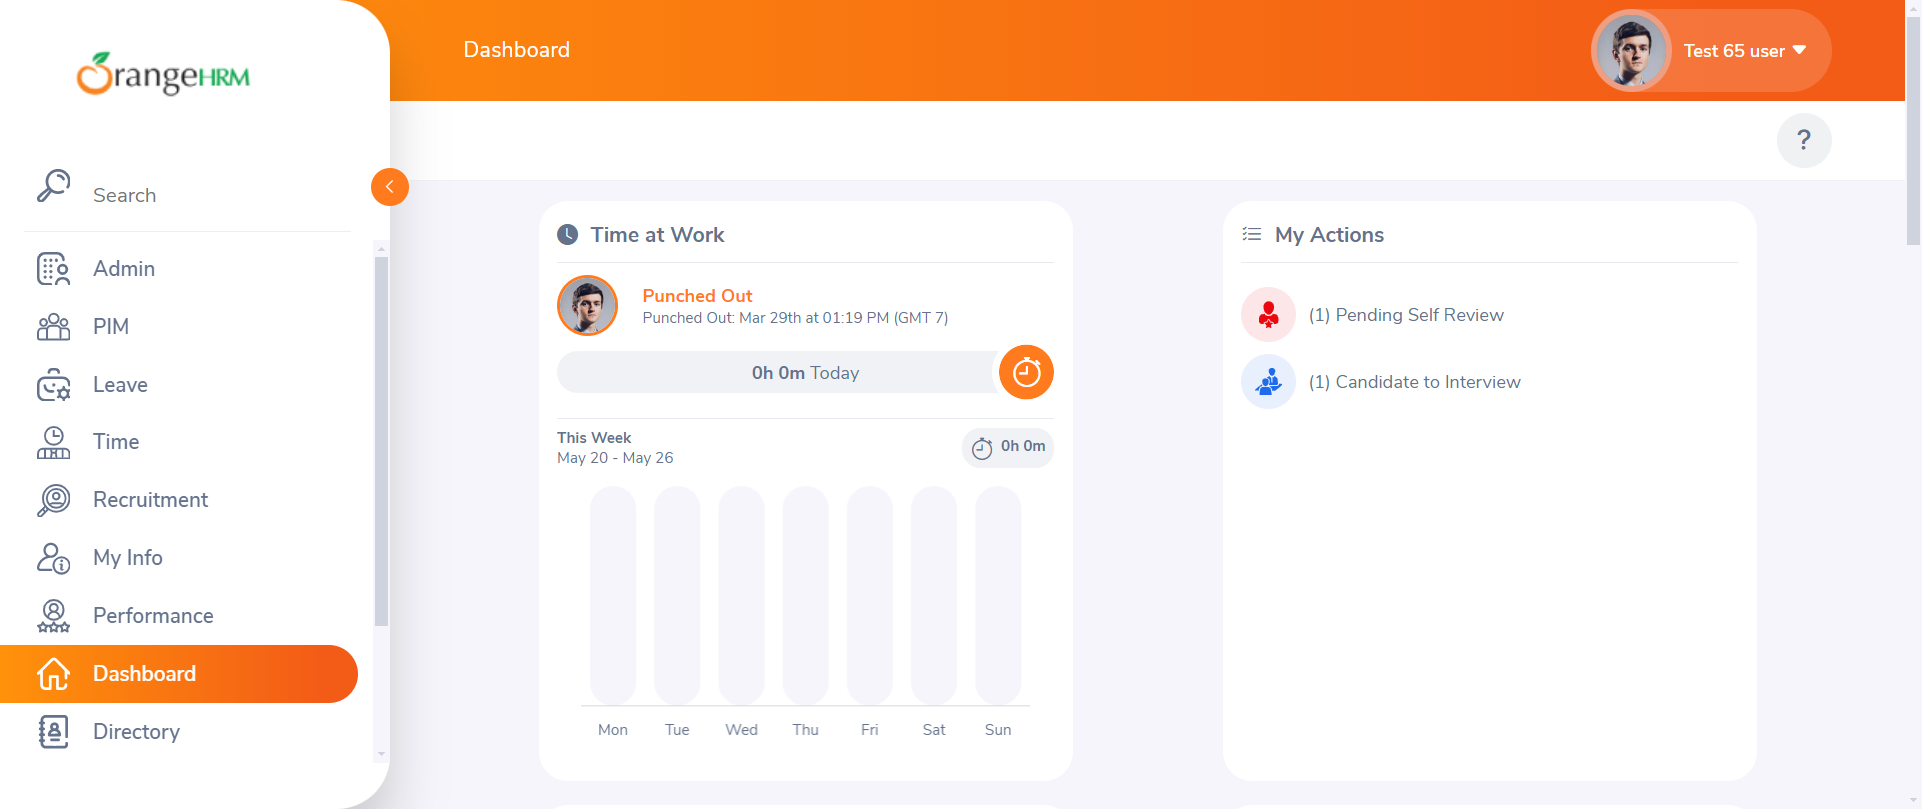 OrangeHRM
Dashboard
Test 65 user
?
Search
Admin
PIM
Leave
Time
Recruitment
My Info
Performance
Dashboard
Directory
Time at Work
Punched Out
Punched Out: Mar 29th at 01:19 PM (GMT 7)
0h 0m Today
This Week
May 20 - May 26
0h 0m
Mon Tue Wed Thu Fri Sat Sun
My Actions
(1) Pending Self Review
(1) Candidate to Interview